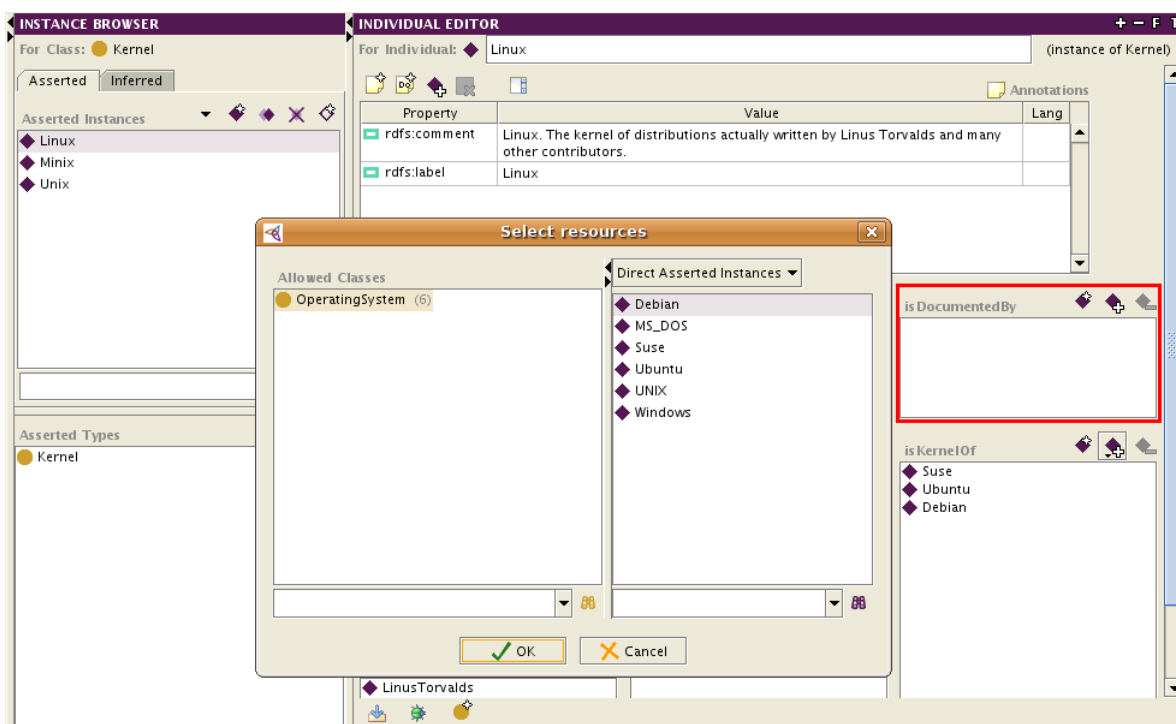 INSTANCE BROWSER
For Class: Kernel
Asserted Inferred
Asserted Instances
Linux
Minix
Unix
Asserted Types
Kernel
INDIVIDUAL EDITOR + − F T
For Individual: Linux (instance of Kernel)
Annotations
Property Value Lang
rdfs:comment Linux. The kernel of distributions actually written by Linus Torvalds and many
other contributors.
rdfs:label Linux
Select resources
Allowed Classes
OperatingSystem (6)
Direct Asserted Instances
Debian
MS_DOS
Suse
Ubuntu
UNIX
Windows
OK Cancel
isDocumentedBy
isKernelOf
Suse
Ubuntu
Debian
LinusTorvalds